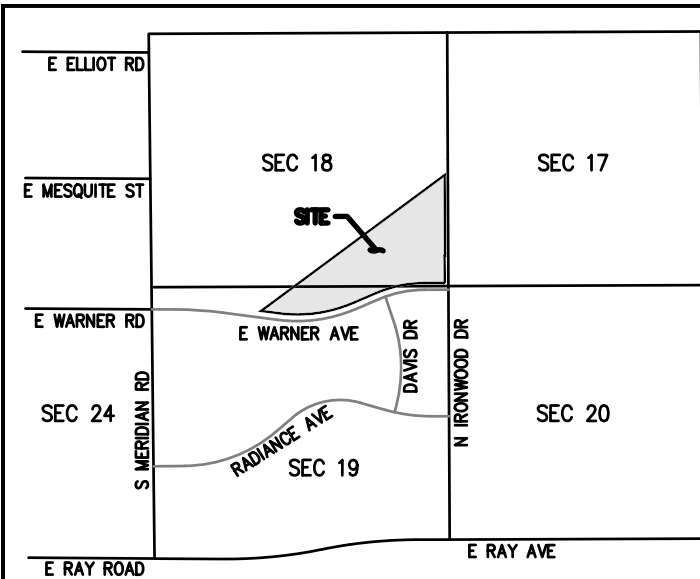 E ELLIOT RD
SEC 18
SEC 17
E MESQUITE ST
SITE
E WARNER RD
E WARNER AVE
DAVIS DR
N IRONWOOD DR
S MERIDIAN RD
SEC 24
RADIANCE AVE
SEC 20
SEC 19
E RAY AVE
E RAY ROAD